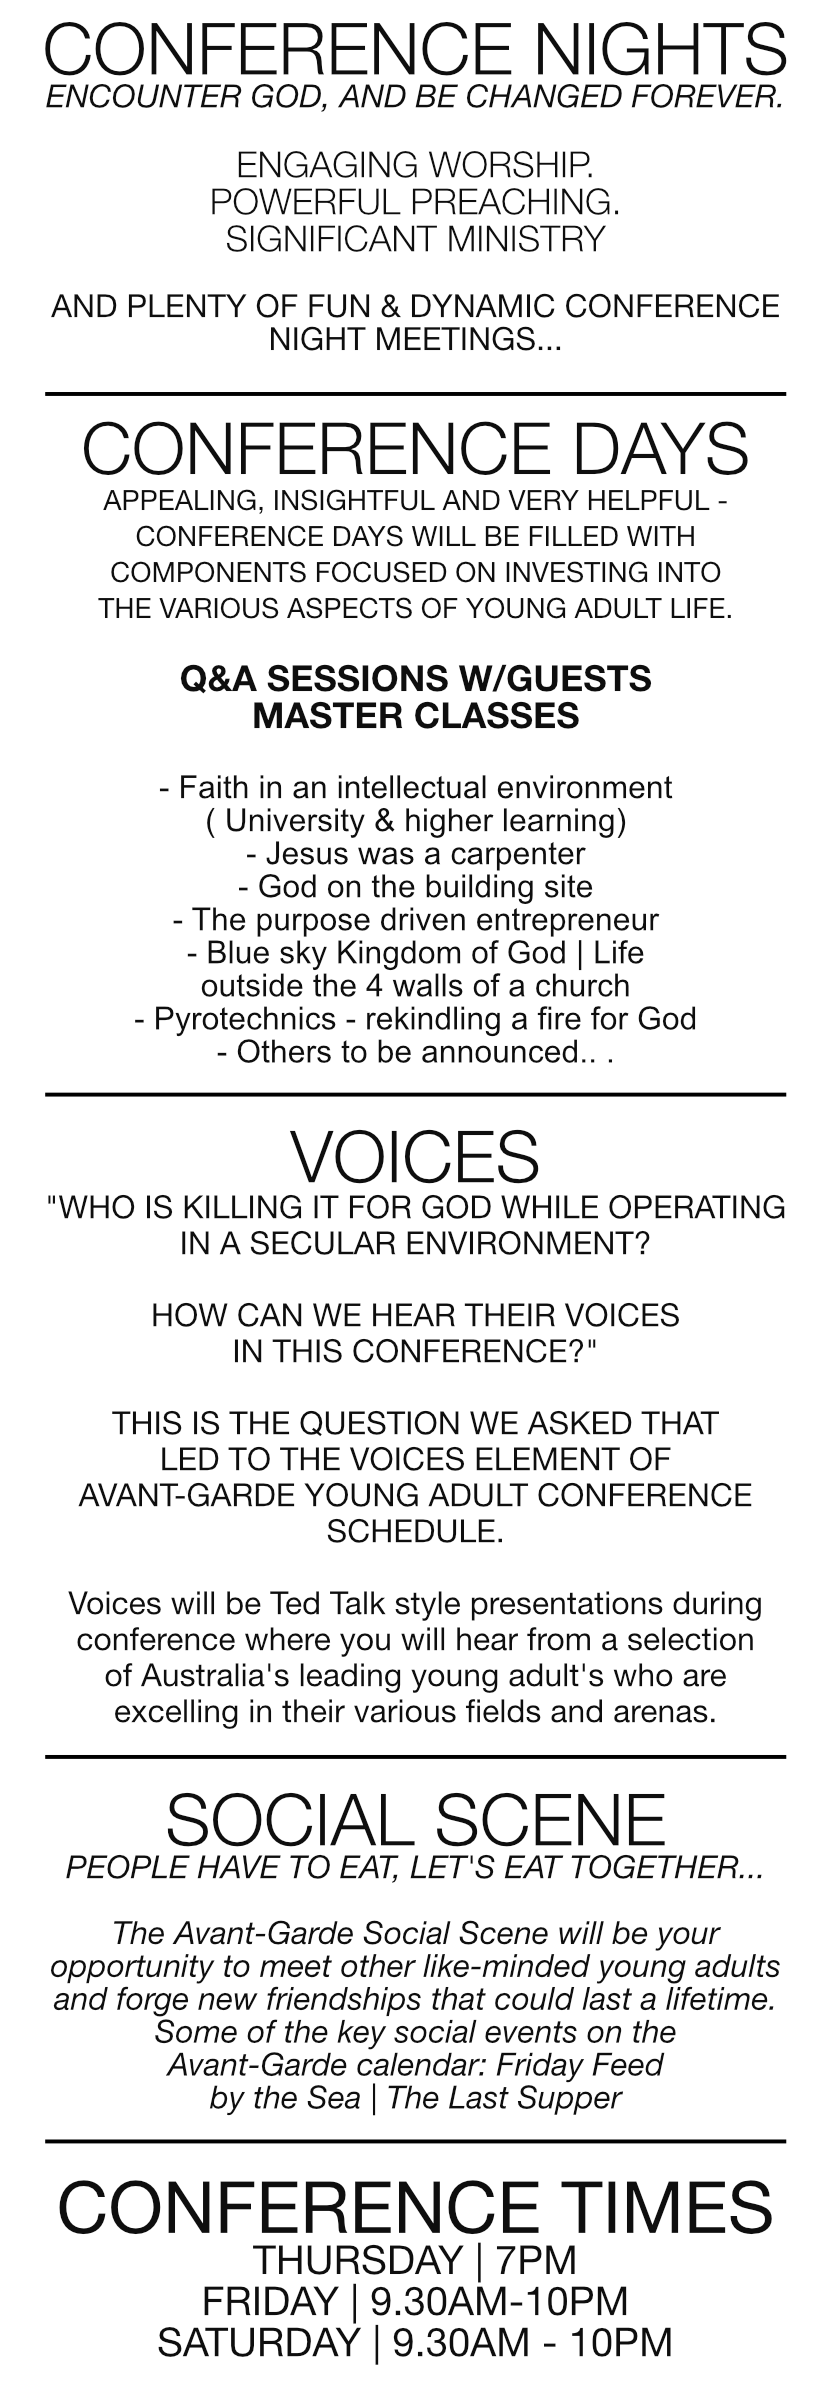 CONFERENCE NIGHTS
ENCOUNTER GOD, AND BE CHANGED FOREVER.
ENGAGING WORSHIP.
POWERFUL PREACHING.
SIGNIFICANT MINISTRY
AND PLENTY OF FUN & DYNAMIC CONFERENCE
NIGHT MEETINGS...
CONFERENCE DAYS
APPEALING, INSIGHTFUL AND VERY HELPFUL -
CONFERENCE DAYS WILL BE FILLED WITH
COMPONENTS FOCUSED ON INVESTING INTO
THE VARIOUS ASPECTS OF YOUNG ADULT LIFE.
Q&A SESSIONS W/GUESTS
MASTER CLASSES
- Faith in an intellectual environment
( University & higher learning)
- Jesus was a carpenter
- God on the building site
- The purpose driven entrepreneur
- Blue sky Kingdom of God | Life
outside the 4 walls of a church
- Pyrotechnics - rekindling a fire for God
- Others to be announced.. .
VOICES
"WHO IS KILLING IT FOR GOD WHILE OPERATING
IN A SECULAR ENVIRONMENT?
HOW CAN WE HEAR THEIR VOICES
IN THIS CONFERENCE?"
THIS IS THE QUESTION WE ASKED THAT
LED TO THE VOICES ELEMENT OF
AVANT-GARDE YOUNG ADULT CONFERENCE
SCHEDULE.
Voices will be Ted Talk style presentations during
conference where you will hear from a selection
of Australia's leading young adult's who are
excelling in their various fields and arenas.
SOCIAL SCENE
PEOPLE HAVE TO EAT, LET'S EAT TOGETHER...
The Avant-Garde Social Scene will be your
opportunity to meet other like-minded young adults
and forge new friendships that could last a lifetime.
Some of the key social events on the
Avant-Garde calendar: Friday Feed
by the Sea | The Last Supper
CONFERENCE TIMES
THURSDAY | 7PM
FRIDAY | 9.30AM-10PM
SATURDAY | 9.30AM - 10PM